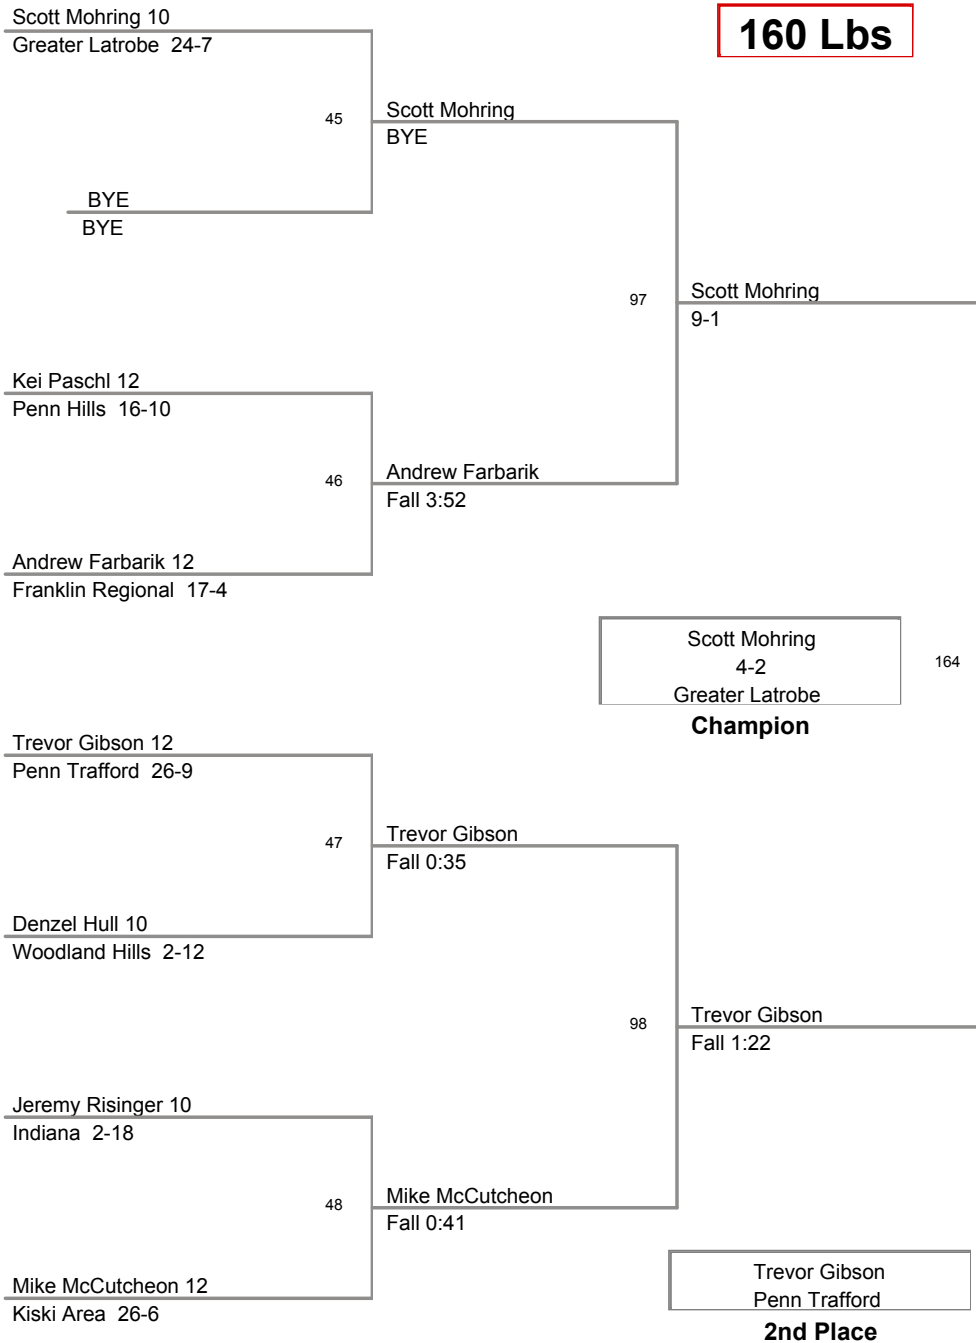 Scott Mohring 10
Greater Latrobe 24-7
160 Lbs
45
Scott Mohring
BYE
BYE
BYE
97
Scott Mohring
9-1
Kei Paschl 12
Penn Hills 16-10
46
Andrew Farbarik
Fall 3:52
Andrew Farbarik 12
Franklin Regional 17-4
Scott Mohring
4-2
Greater Latrobe
Champion
164
Trevor Gibson 12
Penn Trafford 26-9
47
Trevor Gibson
Fall 0:35
Denzel Hull 10
Woodland Hills 2-12
98
Trevor Gibson
Fall 1:22
Jeremy Risinger 10
Indiana 2-18
48
Mike McCutcheon
Fall 0:41
Mike McCutcheon 12
Kiski Area 26-6
Trevor Gibson
Penn Trafford
2nd Place